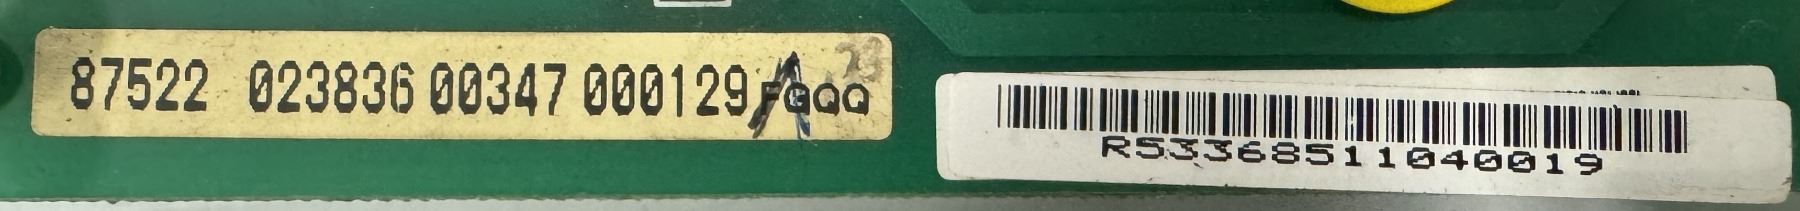 87522 023836 00347 000129 FGQQ
R53368511040019